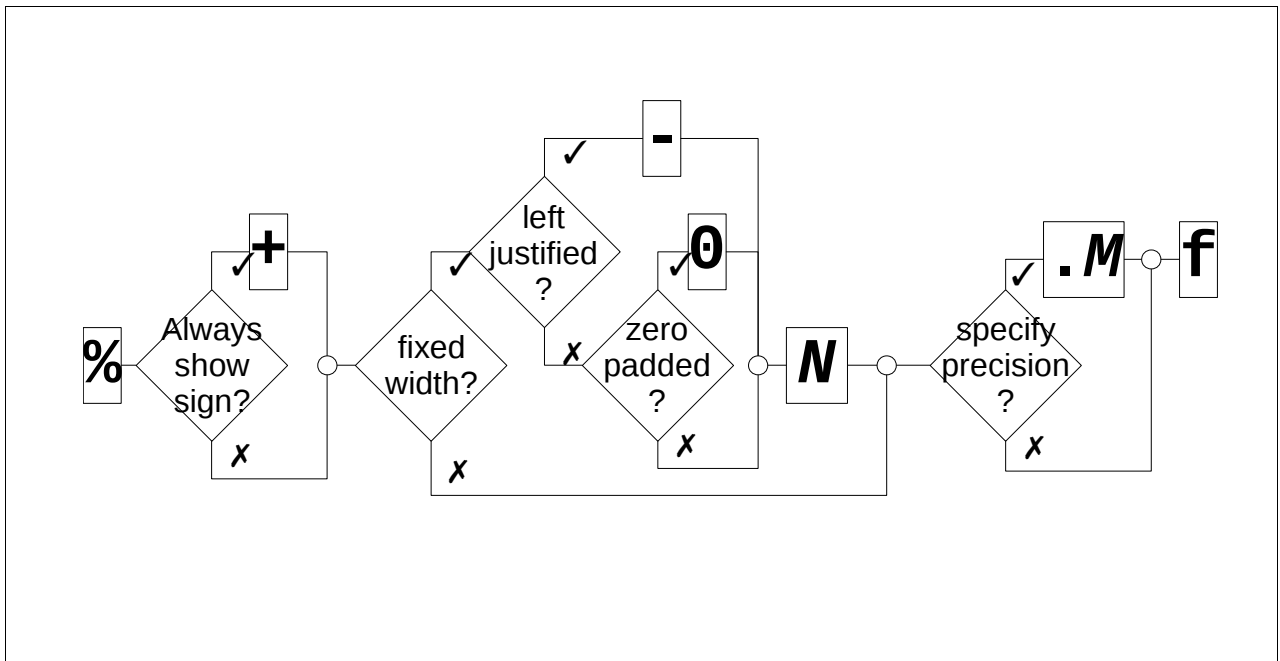 %
Always
show
sign?
✓
+
✗
fixed
width?
✓
✗
left
justified
?
✓
-
✗
zero
padded
?
✓
0
✗
N
specify
precision
?
✓
.M
✗
f